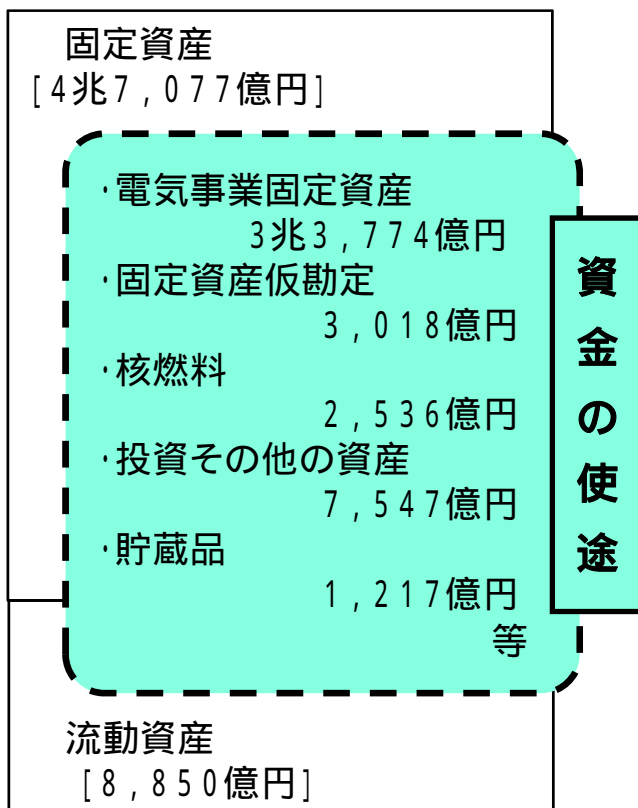 固定資産
[4兆7,077億円]
・電気事業固定資産
3兆3,774億円
・固定資産仮勘定
3,018億円
・核燃料
2,536億円
・投資その他の資産
7,547億円
・貯蔵品
1,217億円
等
資金の使途
流動資産
[8,850億円]